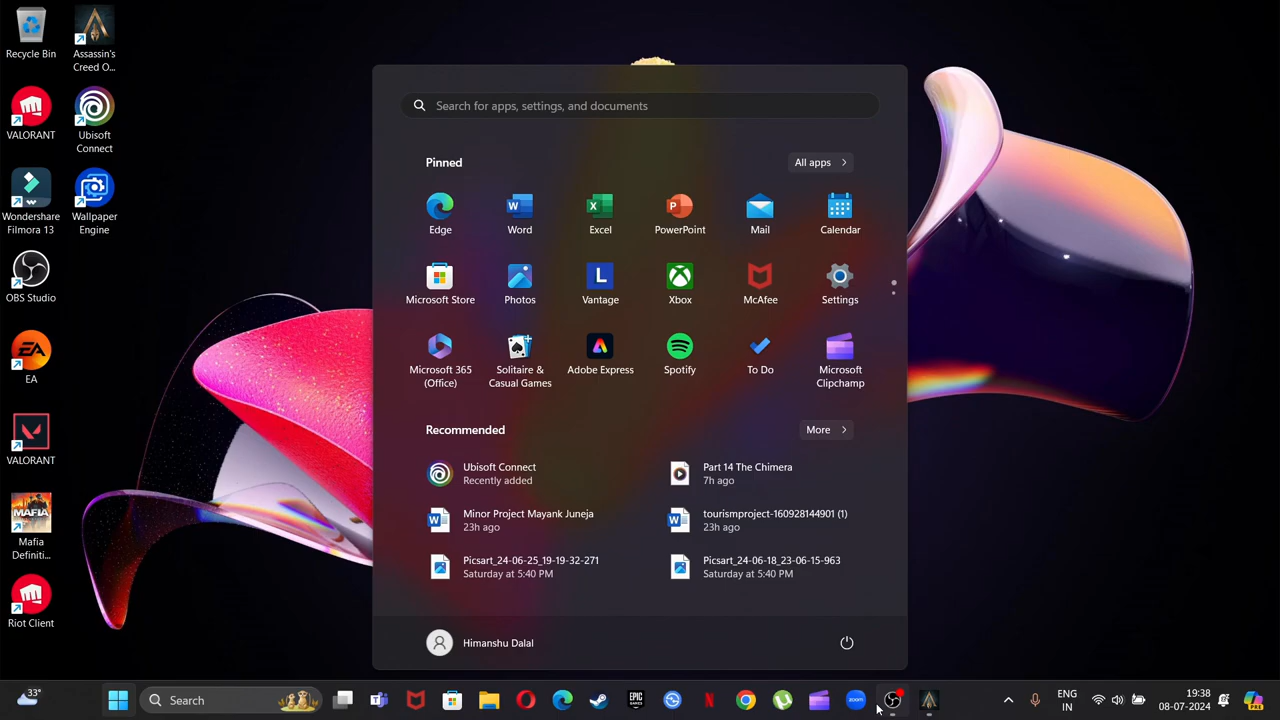 Recycle Bin
Assassin's
Creed O...
VALORANT
Ubisoft
Connect
Wondershare
Filmora 13
Wallpaper
Engine
OBS Studio
EA
VALORANT
MAFIA
Mafia
Definiti...
Riot Client
Search for apps, settings, and documents
Pinned
All apps
Edge
Word
Excel
PowerPoint
Mail
Calendar
Microsoft Store
Photos
Vantage
Xbox
McAfee
Settings
Microsoft 365
(Office)
Solitaire &
Casual Games
Adobe Express
Spotify
To Do
Microsoft
Clipchamp
Recommended
More
Ubisoft Connect
Recently added
Part 14 The Chimera
7h ago
Minor Project Mayank Juneja
23h ago
tourismproject-160928144901 (1)
23h ago
Picsart_24-06-25_19-19-32-271
Saturday at 5:40 PM
Picsart_24-06-18_23-06-15-963
Saturday at 5:40 PM
Himanshu Dalal
33°
Search
EPIC
GAMES
zoom
ENG
IN
19:38
08-07-2024
PRE